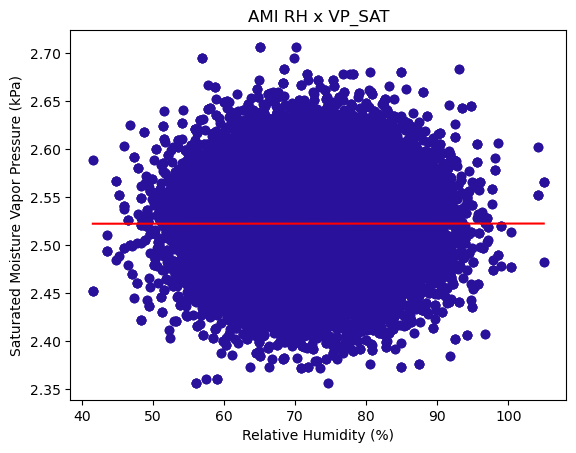 AMI RH x VP_SAT
Saturated Moisture Vapor Pressure (kPa)
2.70
2.65
2.60
2.55
2.50
2.45
2.40
2.35
40 50 60 70 80 90 100
Relative Humidity (%)